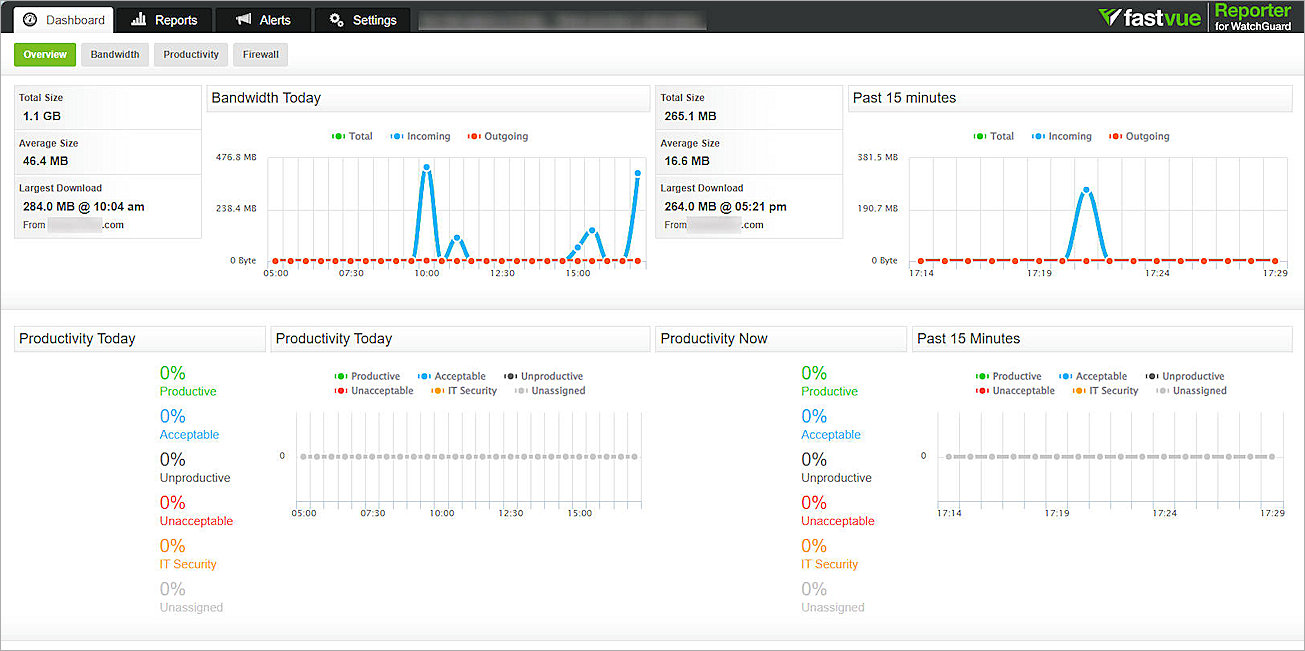 Dashboard
Reports
Alerts
Settings
fastvue
Reporter
for WatchGuard
Overview
Bandwidth
Productivity
Firewall
Total Size
1.1 GB
Average Size
46.4 MB
Largest Download
284.0 MB @ 10:04 am
From .com
Bandwidth Today
Total Incoming Outgoing
476.8 MB
238.4 MB
0 Byte
05:00 07:30 10:00 12:30 15:00
Total Size
265.1 MB
Average Size
16.6 MB
Largest Download
264.0 MB @ 05:21 pm
From .com
Past 15 minutes
Total Incoming Outgoing
381.5 MB
190.7 MB
0 Byte
17:14 17:19 17:24 17:29
Productivity Today
0%
Productive
0%
Acceptable
0%
Unproductive
0%
Unacceptable
0%
IT Security
0%
Unassigned
Productivity Today
Productive Acceptable Unproductive
Unacceptable IT Security Unassigned
0
05:00 07:30 10:00 12:30 15:00
Productivity Now
0%
Productive
0%
Acceptable
0%
Unproductive
0%
Unacceptable
0%
IT Security
0%
Unassigned
Past 15 Minutes
Productive Acceptable Unproductive
Unacceptable IT Security Unassigned
0
17:14 17:19 17:24 17:29